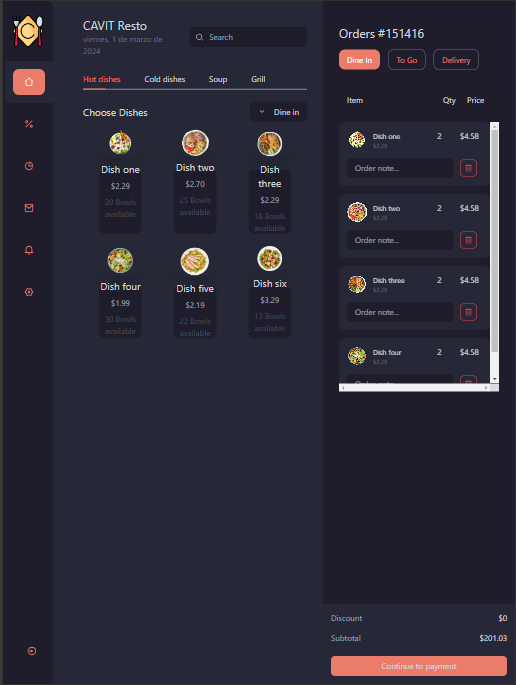 C
CAVIT Resto
viernes, 1 de marzo de
2024
Search
Hot dishes Cold dishes Soup Grill
Choose Dishes
Dine in
Dish one
$2.29
20 Bowls
available
Dish two
$2.70
25 Bowls
available
Dish
three
$2.29
18 Bowls
available
Dish four
$1.99
30 Bowls
available
Dish five
$2.19
22 Bowls
available
Dish six
$3.29
13 Bowls
available
Orders #151416
Dine In To Go Delivery
Item Qty Price
Dish one 2 $4.58
$2.29
Order note...
Dish two 2 $4.58
$2.29
Order note...
Dish three 2 $4.58
$2.29
Order note...
Dish four 2 $4.58
$2.29
Order note...
Discount $0
Subtotal $201.03
Continue to payment